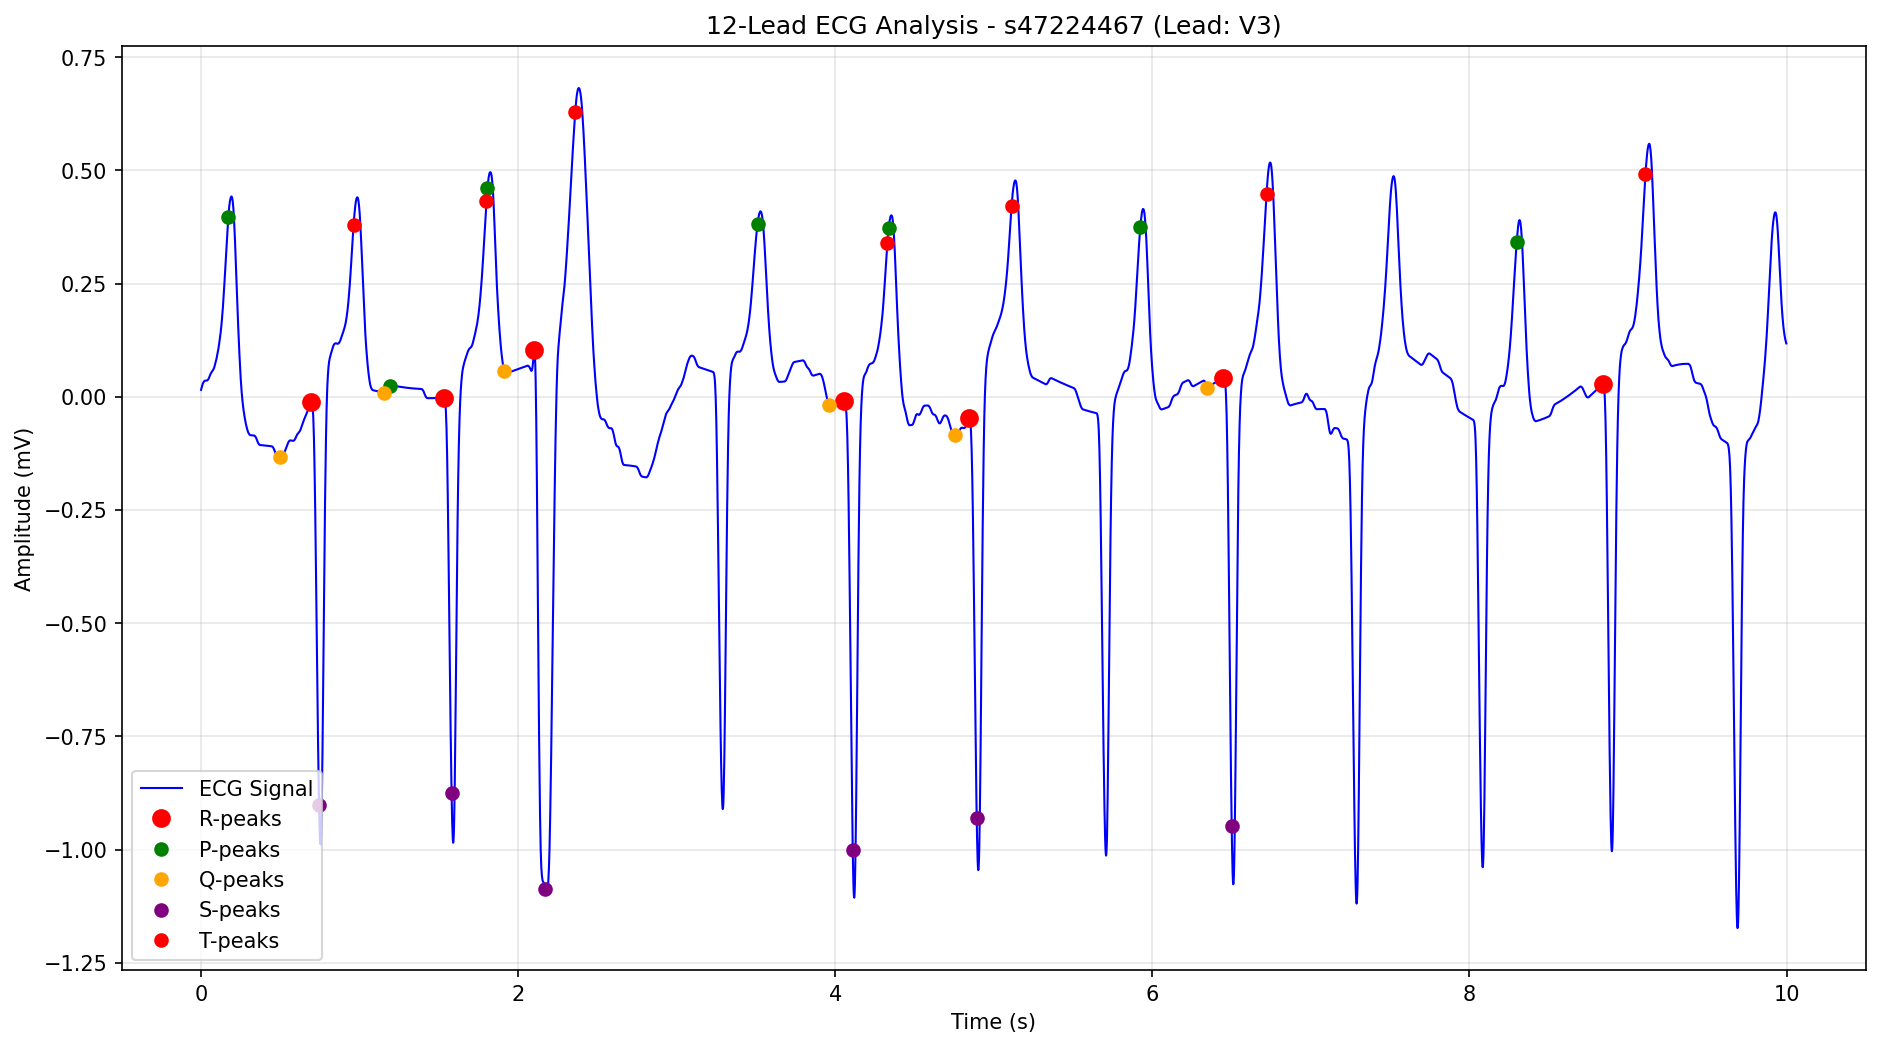 12-Lead ECG Analysis - s47224467 (Lead: V3)
Amplitude (mV)
0.75
0.50
0.25
0.00
−0.25
−0.50
−0.75
−1.00
−1.25
ECG Signal
R-peaks
P-peaks
Q-peaks
S-peaks
T-peaks
0 2 4 6 8 10
Time (s)